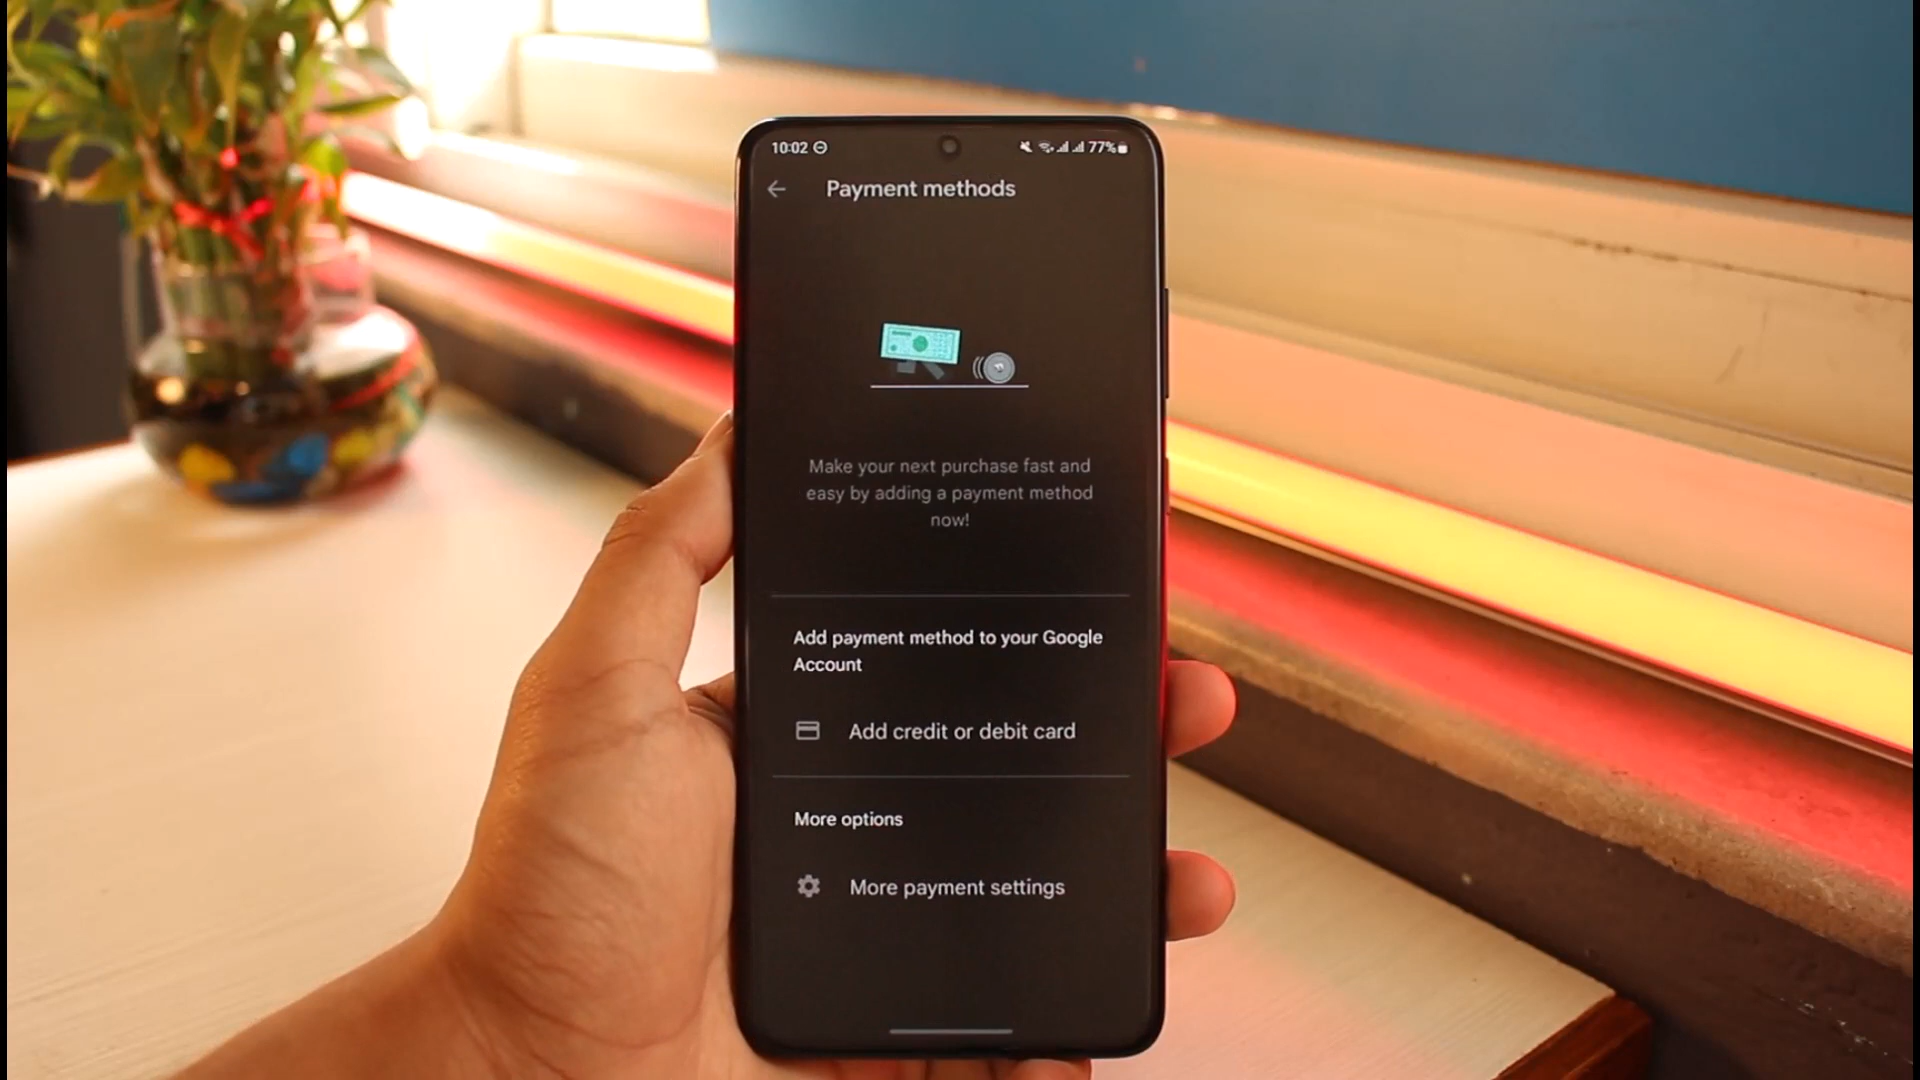 10:02 77%
Payment methods
Make your next purchase fast and
easy by adding a payment method
now!
Add payment method to your Google
Account
Add credit or debit card
More options
More payment settings